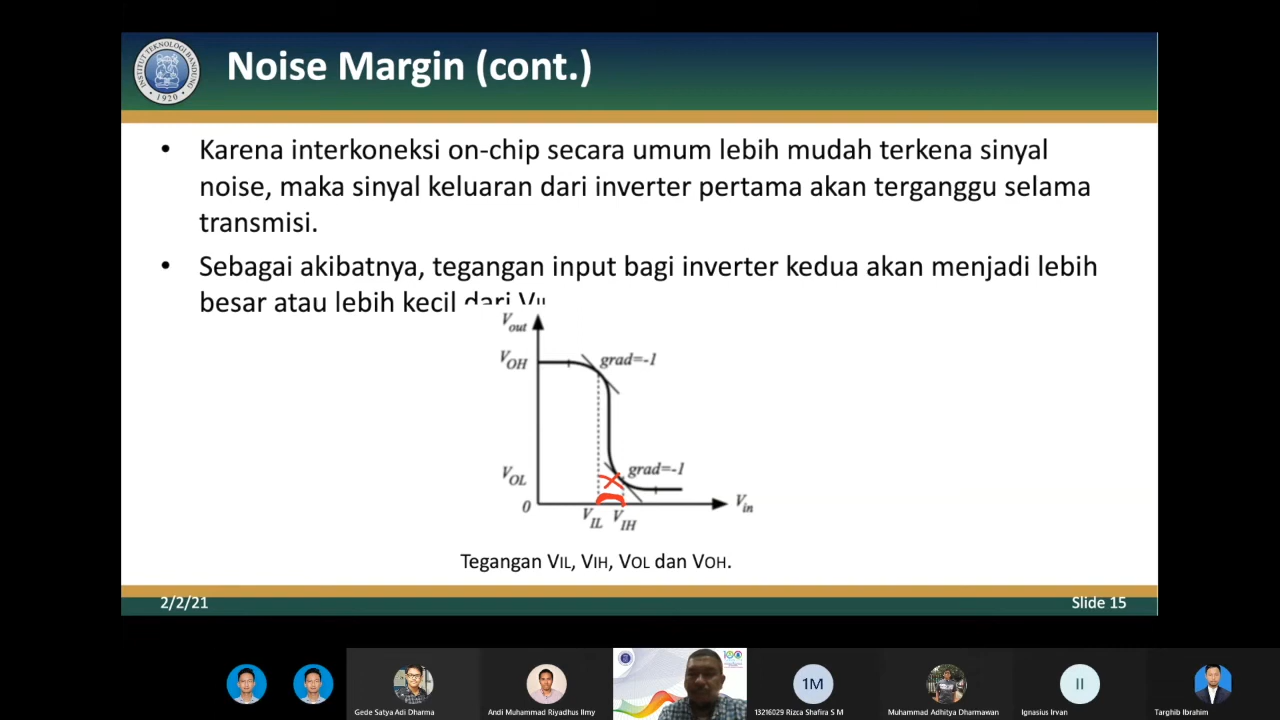 INSTITUT TEKNOLOGI BANDUNG
1920
Noise Margin (cont.)
• Karena interkoneksi on-chip secara umum lebih mudah terkena sinyal
noise, maka sinyal keluaran dari inverter pertama akan terganggu selama
transmisi.
• Sebagai akibatnya, tegangan input bagi inverter kedua akan menjadi lebih
besar atau lebih kecil dari
Vout
VOH
grad=-1
VOL
grad=-1
0
Vin
VIL
VIH
Tegangan VIL, VIH, VOL dan VOH.
2/2/21
Slide 15
1M
II
Gede Satya Adi Dharma
Andi Muhammad Riyadhus Ilmy
13216029 Rizca Shafira S M
Muhammad Adhitya Dharmawan
Ignasius Irvan
Targhib Ibrahim